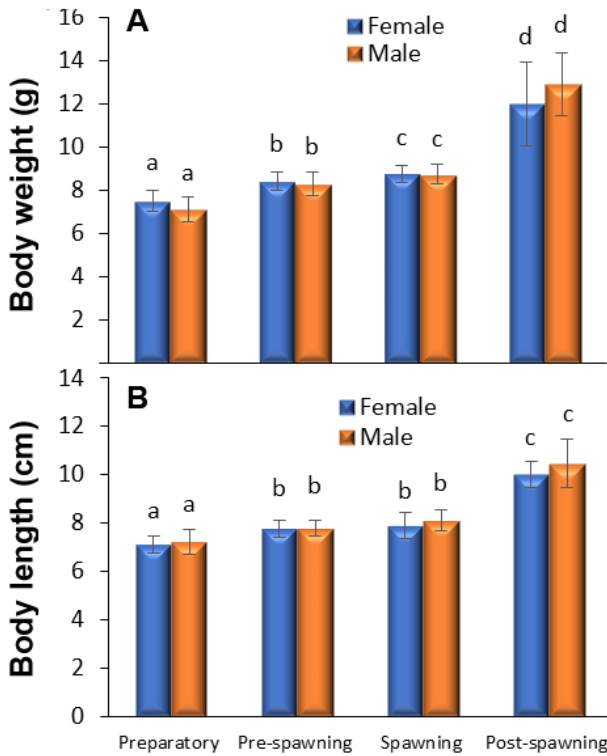 A
Female
Male
Body weight (g)
16
14
12
10
8
6
4
2
a a b b c c d d
B
Female
Male
Body length (cm)
14
12
10
8
6
4
2
0
a a b b b b c c
Preparatory Pre-spawning Spawning Post-spawning